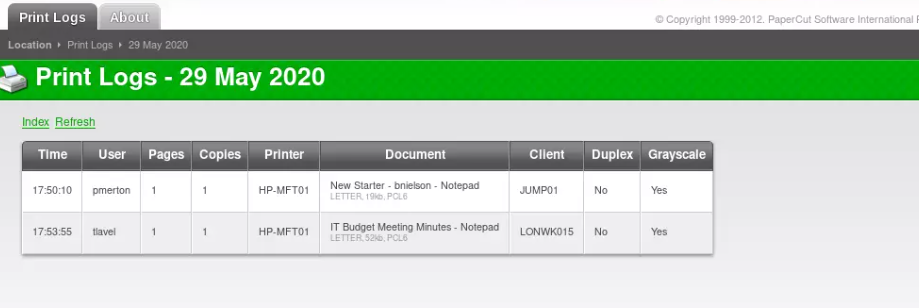 Print Logs About
© Copyright 1999-2012. PaperCut Software International
Location Print Logs 29 May 2020
Print Logs - 29 May 2020
Index Refresh
Time User Pages Copies Printer Document Client Duplex Grayscale
17:50:10 pmerton 1 1 HP-MFT01 New Starter - bnielson - Notepad JUMP01 No Yes
LETTER, 19kb, PCL6
17:53:55 tlavel 1 1 HP-MFT01 IT Budget Meeting Minutes - Notepad LONWK015 No Yes
LETTER, 52kb, PCL6